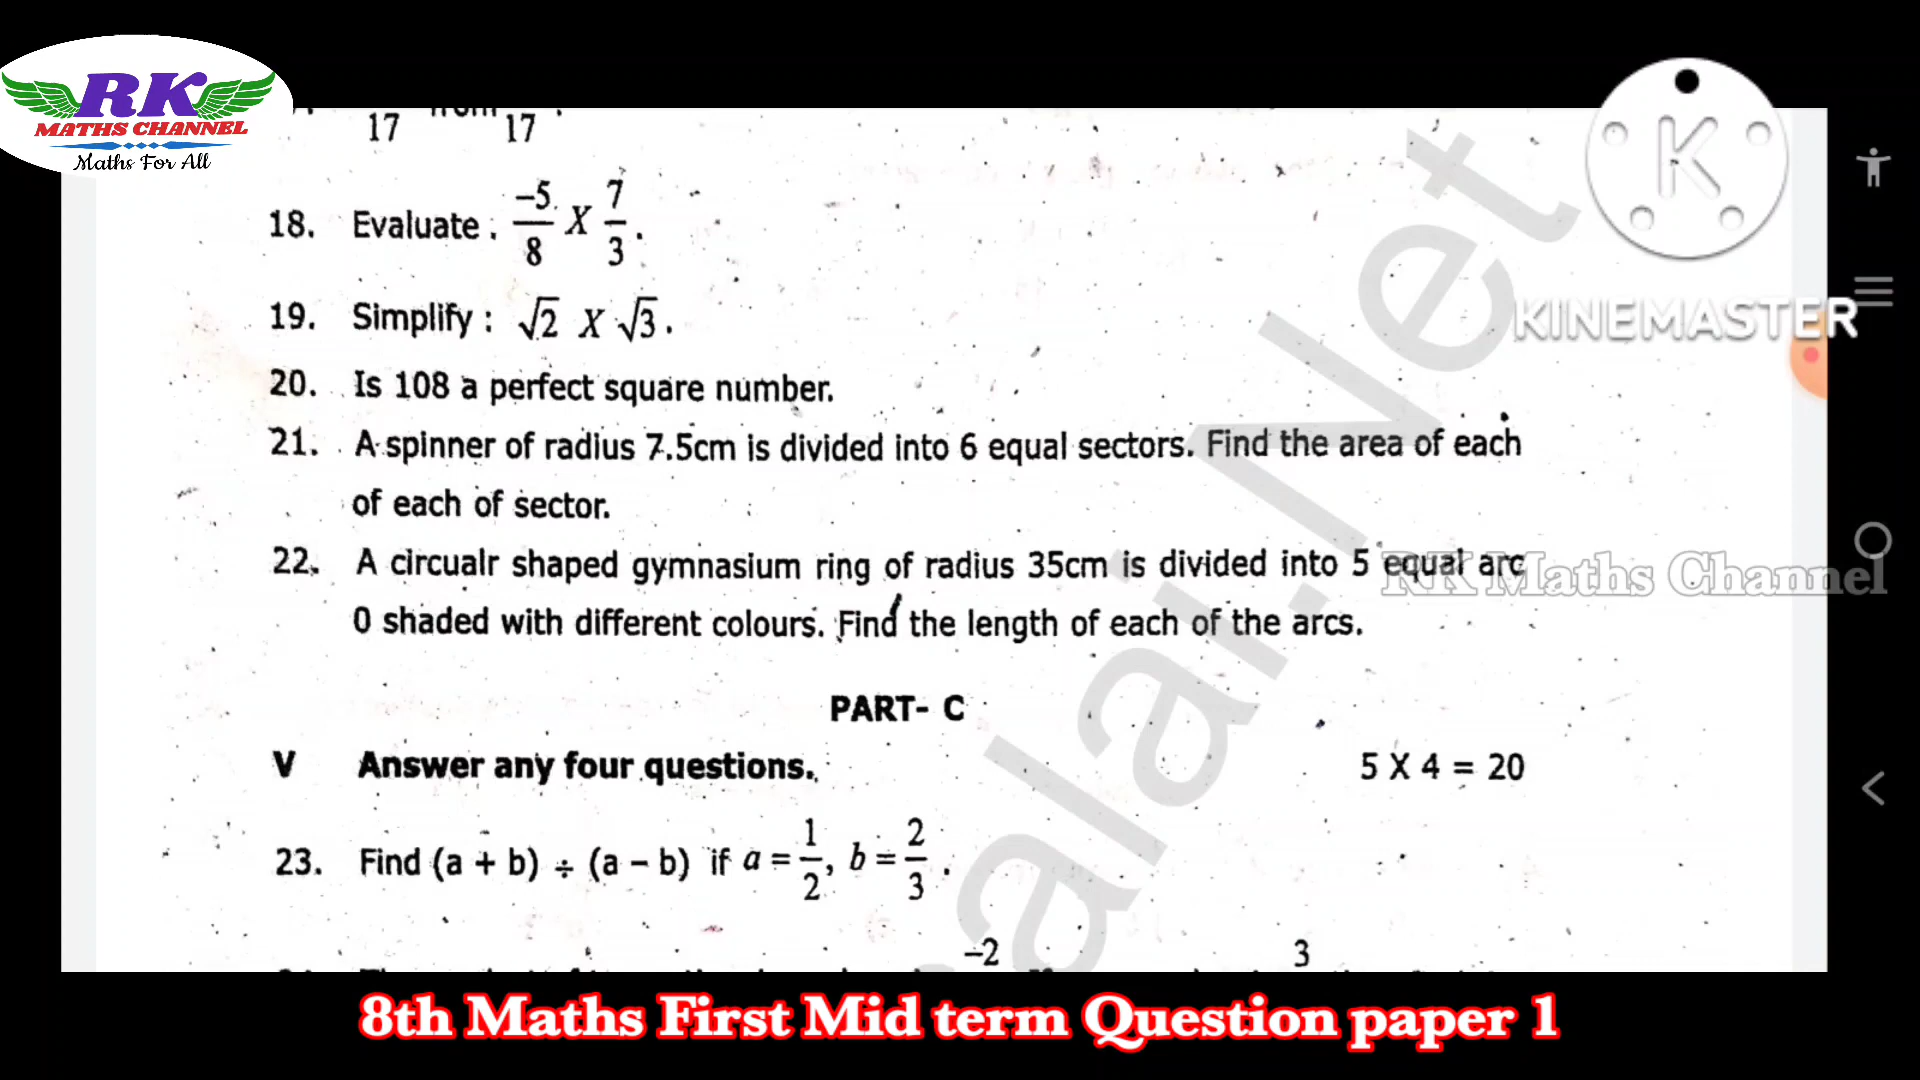 RK
MATHS CHANNEL
Maths For All
17 from 17 .
18. Evaluate : -5/8 X 7/3 .
19. Simplify : √2 X √3 .
20. Is 108 a perfect square number.
21. A spinner of radius 7.5cm is divided into 6 equal sectors. Find the area of each
of each of sector.
22. A circualr shaped gymnasium ring of radius 35cm is divided into 5 equal arc
0 shaded with different colours. Find the length of each of the arcs.
PART- C
V Answer any four questions. 5 X 4 = 20
23. Find (a + b) ÷ (a – b) if a = 1/2, b = 2/3 .
-2 3
K
KINEMASTER
RK Maths Channel
alai.Net
8th Maths First Mid term Question paper 1